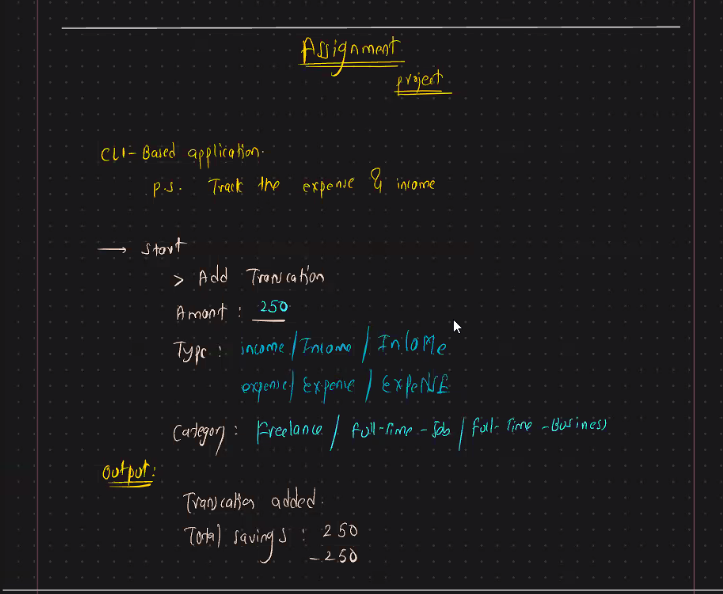 Assignment
project
CLI-Based application.
P.S. Track the expense & income
→ Start
> Add Transcation
Amont : 250
Type : income / Income / InCOMe
expense / Expense / EXPeNSE
Category : Freelance / Full-Time-Job / Full-Time-Business
Output:
Transcation added.
Total savings : 250
-250